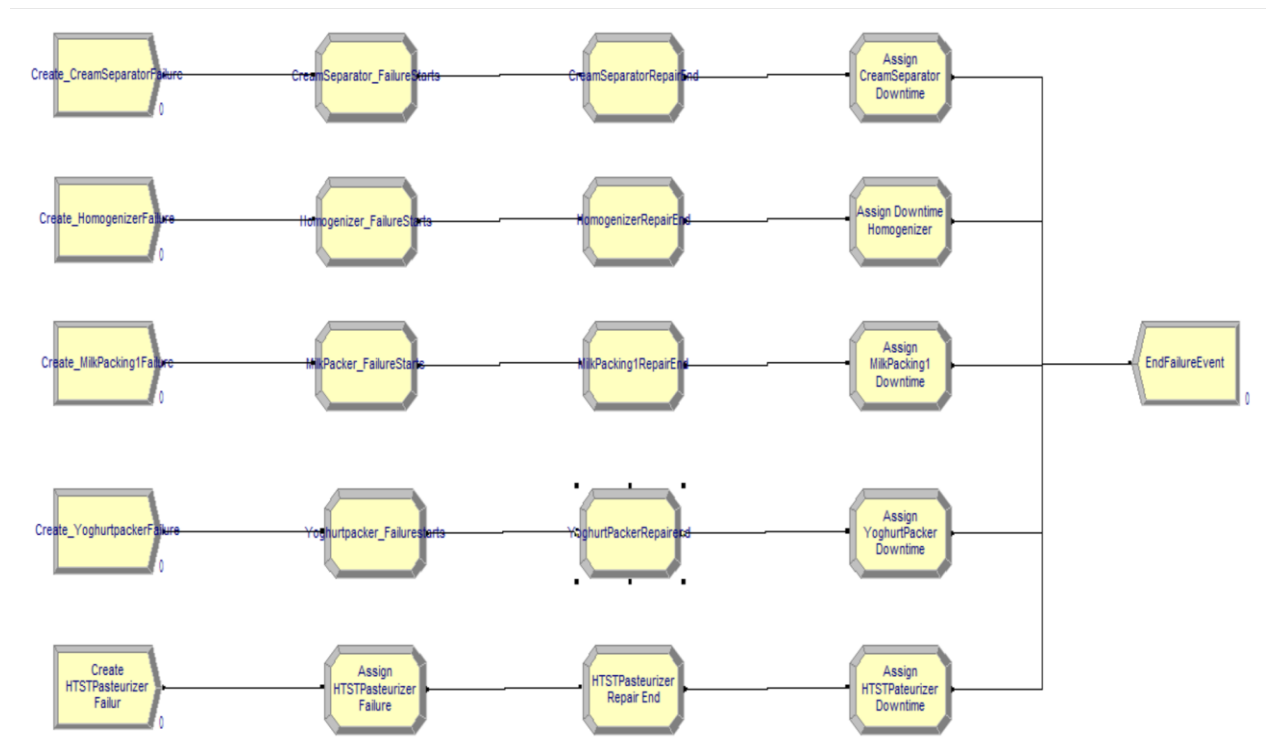 Create_CreamSeparatorFailure
0
CreamSeparator_FailureStarts
CreamSeparatorRepairEnd
Assign
CreamSeparator
Downtime
Create_HomogenizerFailure
0
Homogenizer_FailureStarts
HomogenizerRepairEnd
Assign Downtime
Homogenizer
Create_MilkPacking1Failure
0
MilkPacker_FailureStarts
MilkPacking1RepairEnd
Assign
MilkPacking1
Downtime
EndFailureEvent
0
Create_YoghurtpackerFailure
0
Yoghurtpacker_Failurestarts
YoghurtPackerRepairend
Assign
YoghurtPacker
Downtime
Create
HTSTPasteurizer
Failur
0
Assign
HTSTPasteurizer
Failure
HTSTPasteurizer
Repair End
Assign
HTSTPateurizer
Downtime